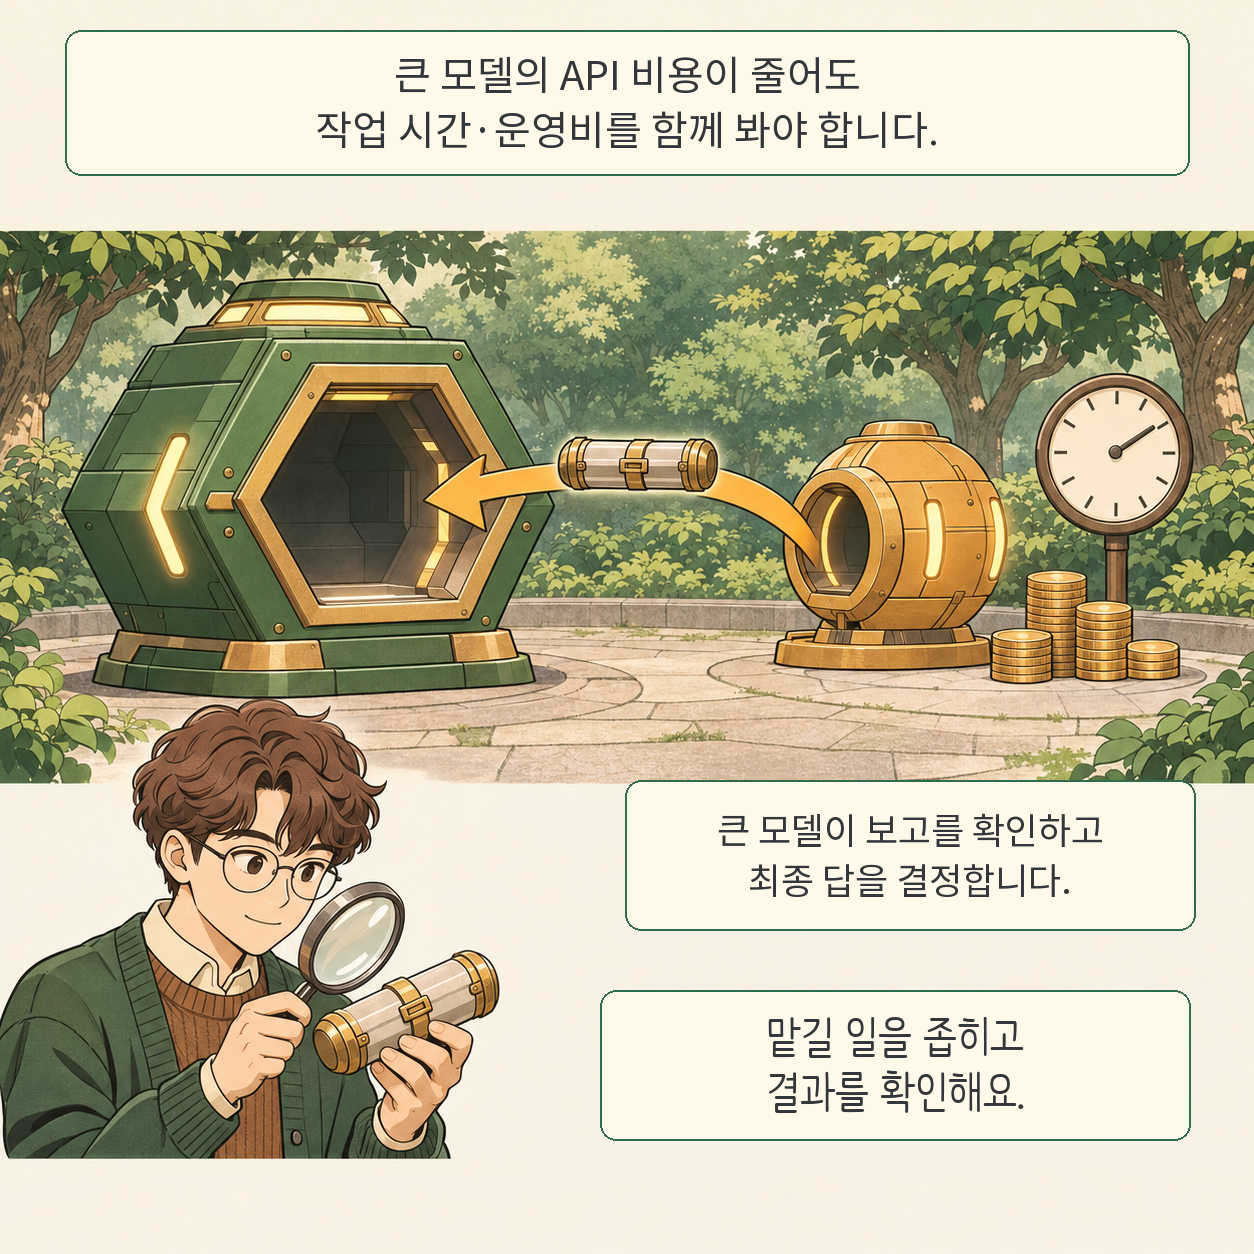 큰 모델의 API 비용이 줄어도
작업 시간·운영비를 함께 봐야 합니다.
큰 모델이 보고를 확인하고
최종 답을 결정합니다.
맡길 일을 좁히고
결과를 확인해요.